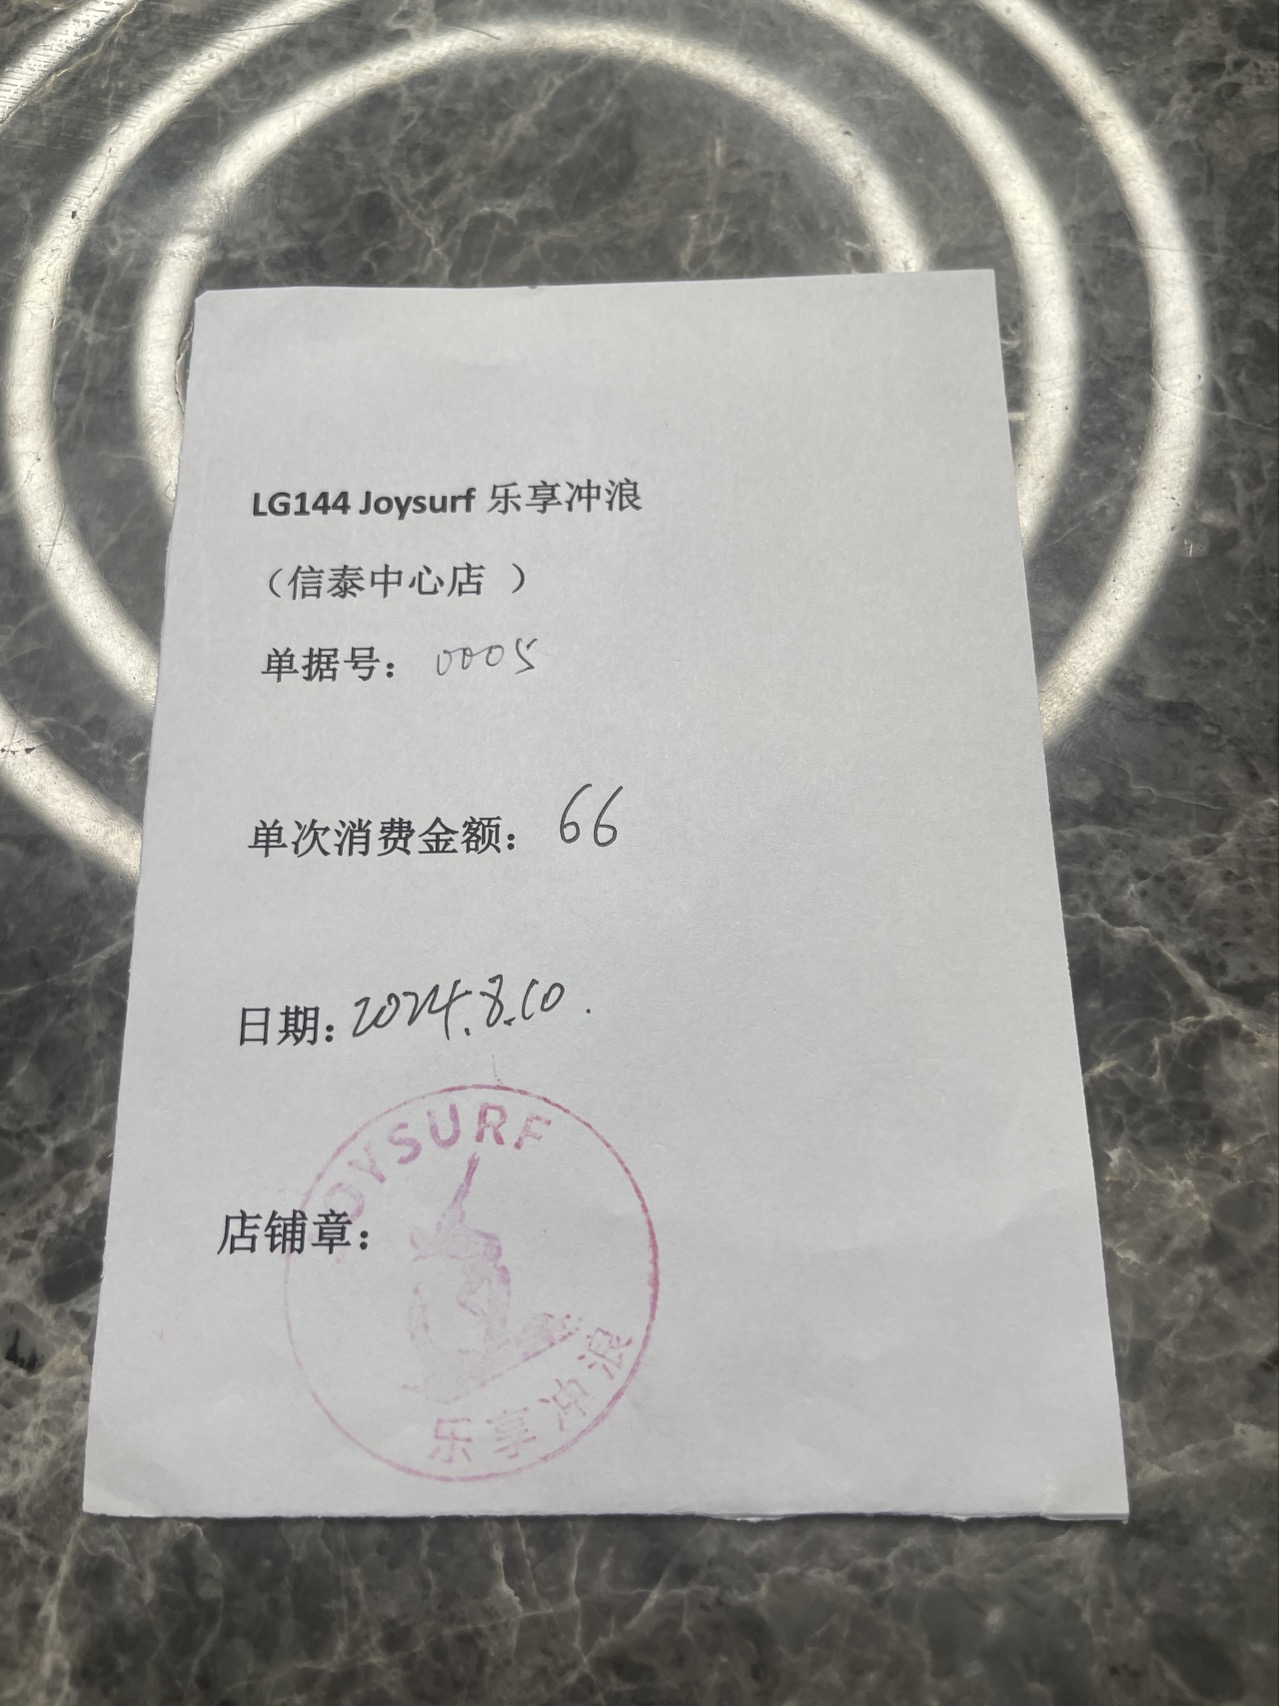 LG144 Joysurf 乐享冲浪
（信泰中心店 ）
单据号： 0005
单次消费金额： 66
日期: 2024.8.10.
JOYSURF
店铺章：
乐享冲浪